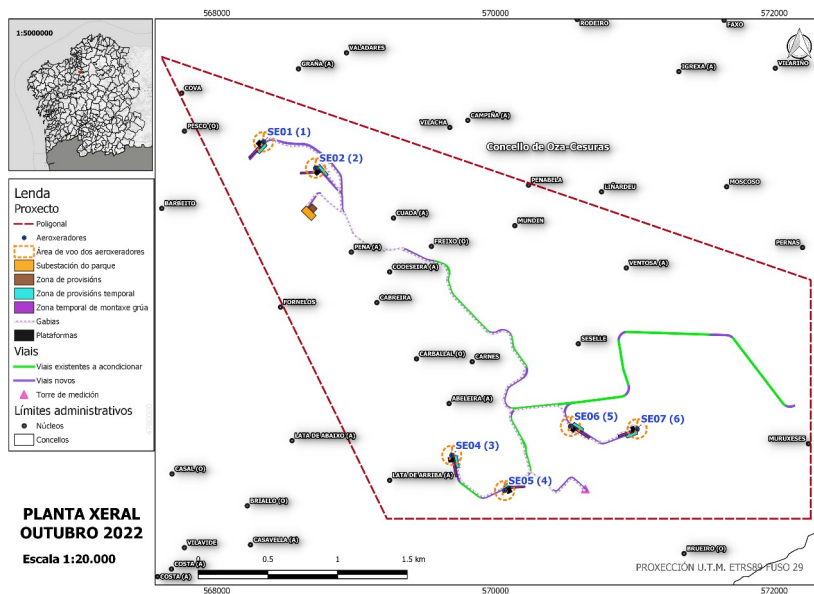 568000
570000
572000
1:5000000
RODEIRO
FAXO
VALADARES
GRAÑA (A)
IGREXA (A)
VILARIÑO
COVA
PESCO (O)
VILACHA
CAMPIÑA (A)
SE01 (1)
SE02 (2)
Concello de Oza-Cesuras
PENABELA
LIÑARDEU
MOSCOSO
BARBEITO
CUADA (A)
MUNDIN
PENA (A)
FREIXO (O)
PERNAS
CODESEIRA (A)
VENTOSA (A)
FORNELOS
CABREIRA
SESELLE
CARBALLAL (O)
CARNES
ABELEIRA (A)
SE06 (5)
SE07 (6)
LATA DE ABAIXO (A)
MURUXESES
SE04 (3)
CASAL (O)
LATA DE ARRIBA (A)
SE05 (4)
BRIALLO (O)
VILAVIDE
CASAVELLA (A)
BRUEIRO (O)
COSTA (A)
COSTA (A)
Lenda
Proxecto
Poligonal
Aeroxeradores
Área de voo dos aeroxeradores
Substación do parque
Zona de provisións
Zona de provisións temporal
Zona temporal de montaxe grúa
Gabias
Plataformas
Viais
Viais existentes a acondicionar
Viais novos
Torre de medición
Límites administrativos
Núcleos
Concellos
PLANTA XERAL
OUTUBRO 2022
Escala 1:20.000
0 0.5 1 1.5 km
PROXECCIÓN U.T.M. ETRS89 FUSO 29
568000
570000
572000